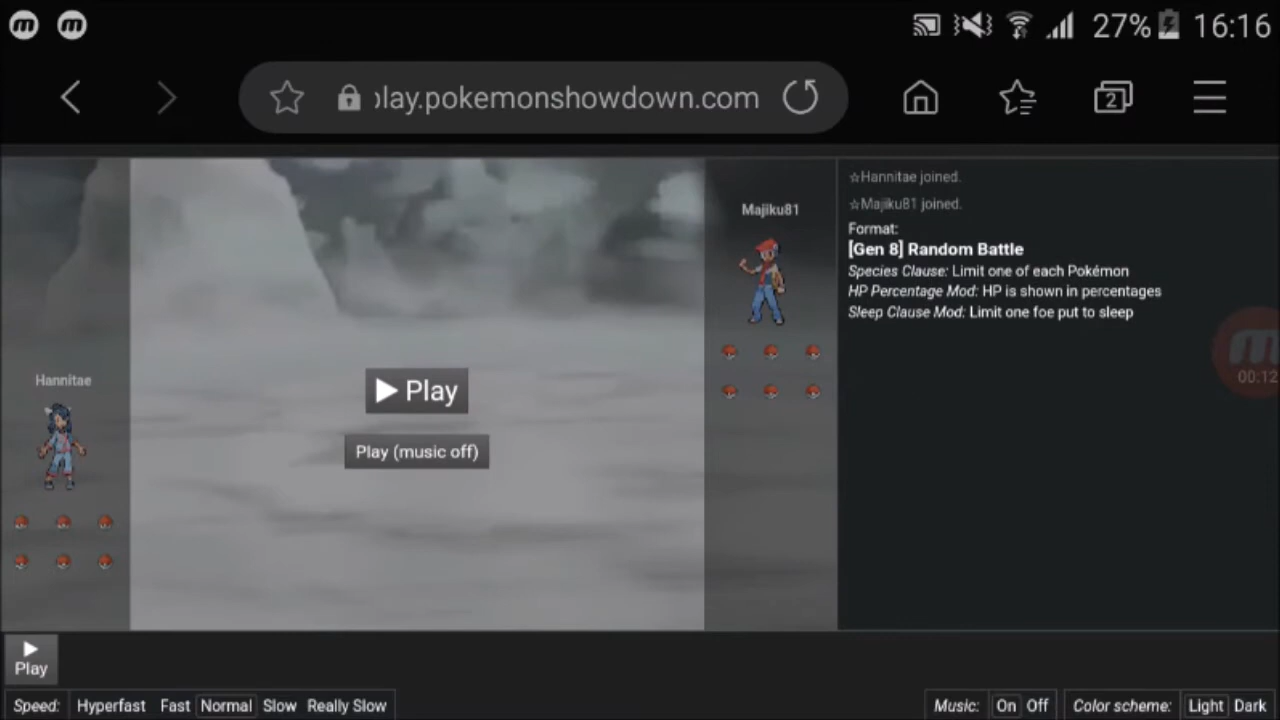 27% 16:16
play.pokemonshowdown.com
2
Hannitae
Play
Play (music off)
Majiku81
☆Hannitae joined.
☆Majiku81 joined.
Format:
[Gen 8] Random Battle
Species Clause: Limit one of each Pokémon
HP Percentage Mod: HP is shown in percentages
Sleep Clause Mod: Limit one foe put to sleep
00:12
Play
Speed: Hyperfast Fast Normal Slow Really Slow
Music: On Off
Color scheme: Light Dark